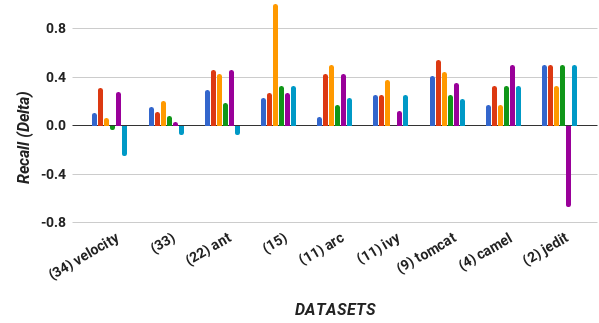 0.8
0.4
0.0
-0.4
-0.8
Recall (Delta)
(34) velocity
(33)
(22) ant
(15)
(11) arc
(11) ivy
(9) tomcat
(4) camel
(2) jedit
DATASETS